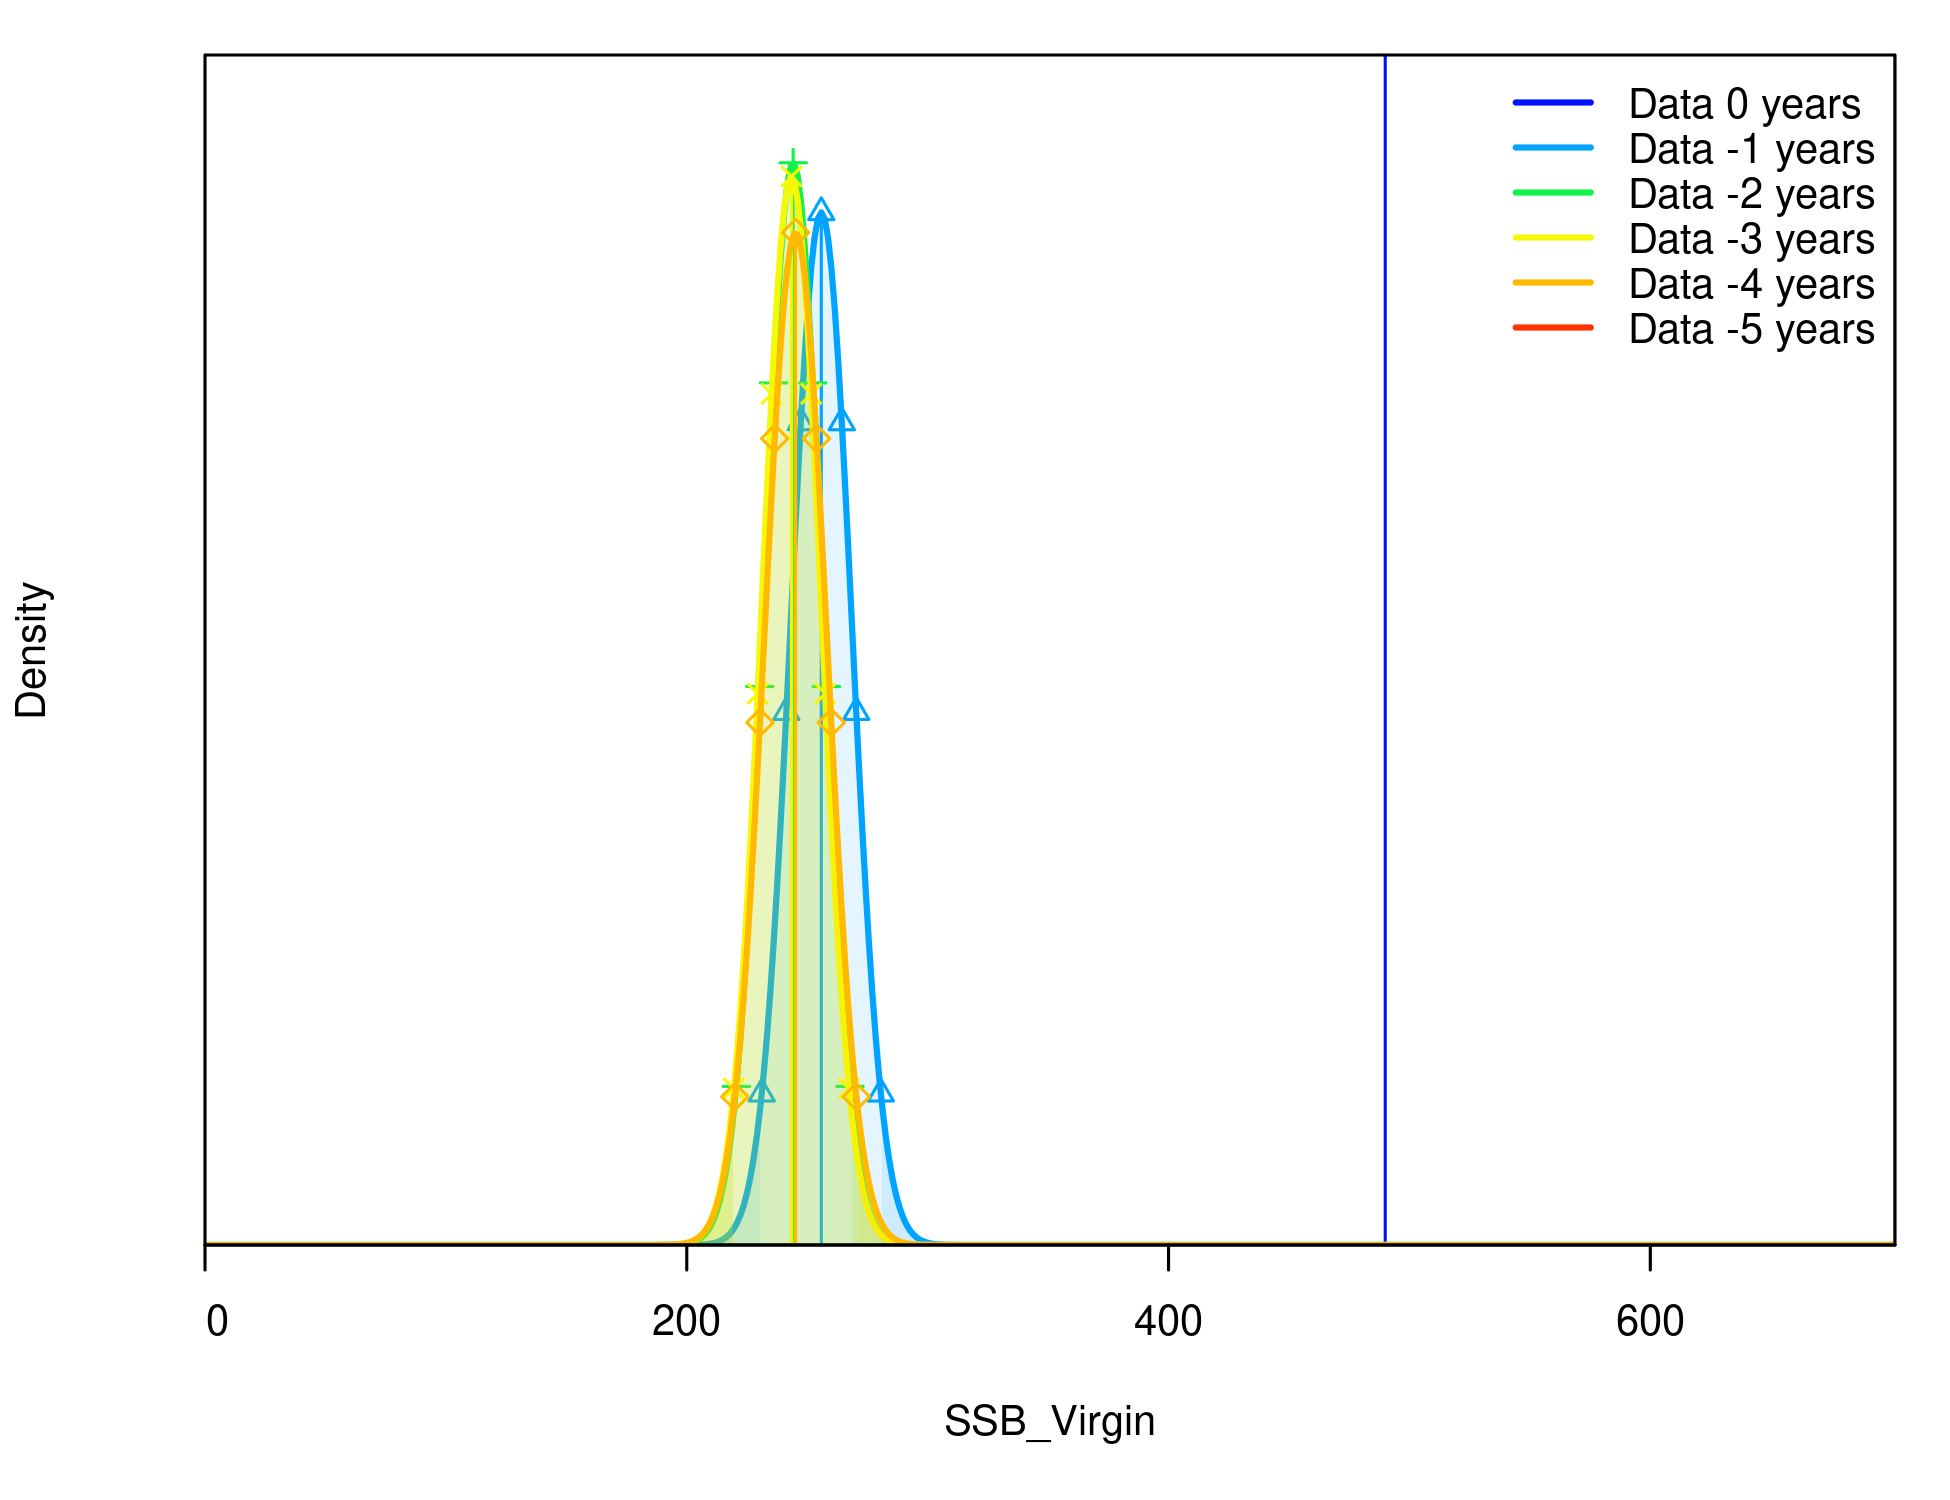 Data 0 years
Data -1 years
Data -2 years
Data -3 years
Data -4 years
Data -5 years
Density
0 200 400 600
SSB_Virgin